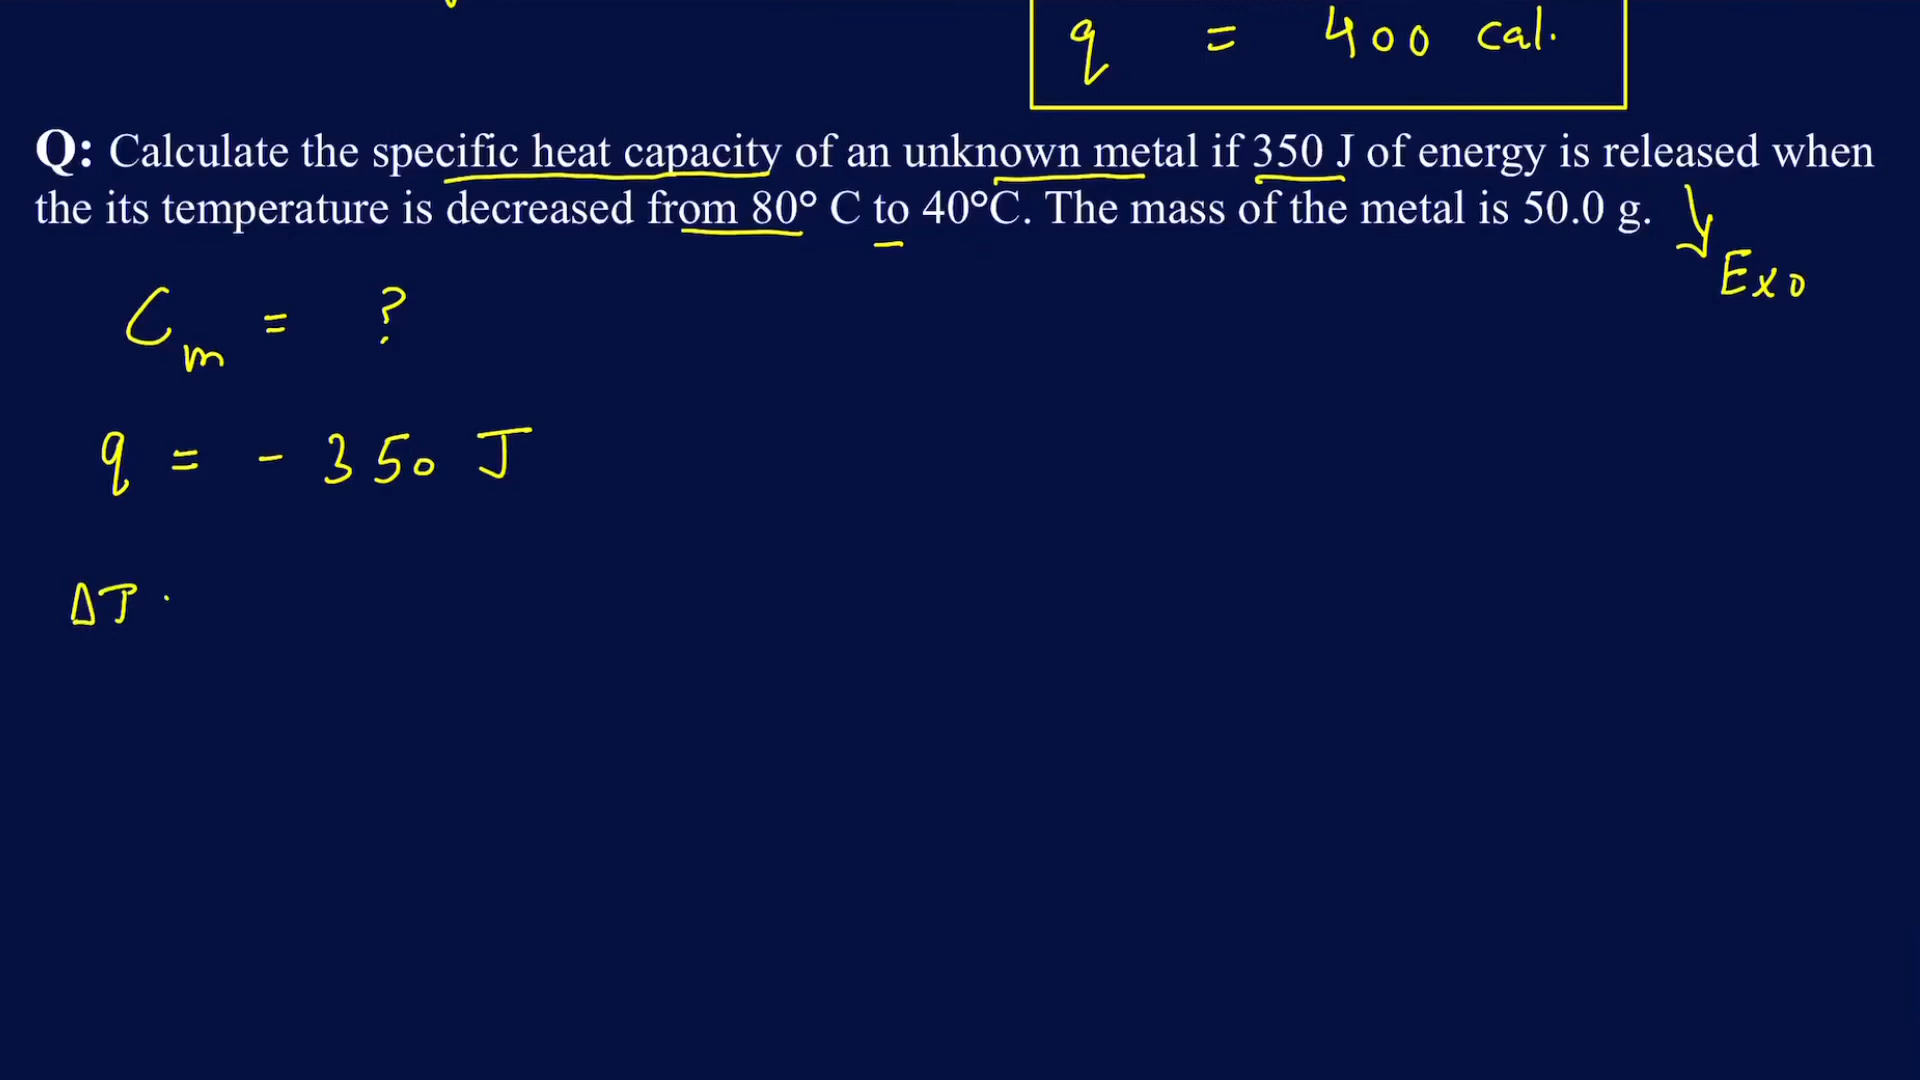 q = 400 cal.
Q: Calculate the specific heat capacity of an unknown metal if 350 J of energy is released when
the its temperature is decreased from 80° C to 40°C. The mass of the metal is 50.0 g.
Exo
Cm = ?
q = - 350 J
ΔT